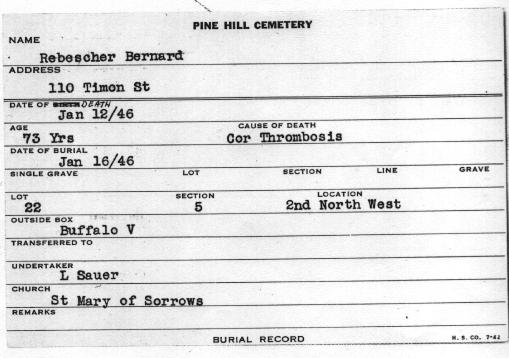 PINE HILL CEMETERY
NAME
Rebescher Bernard
ADDRESS
110 Timon St
DATE OF BIRTH DEATH
Jan 12/46
AGE CAUSE OF DEATH
73 Yrs Cor Thrombosis
DATE OF BURIAL
Jan 16/46
SINGLE GRAVE LOT SECTION LINE GRAVE
LOT SECTION LOCATION
22 5 2nd North West
OUTSIDE BOX
Buffalo V
TRANSFERRED TO
UNDERTAKER
L Sauer
CHURCH
St Mary of Sorrows
REMARKS
BURIAL RECORD H. S. CO. 7-42